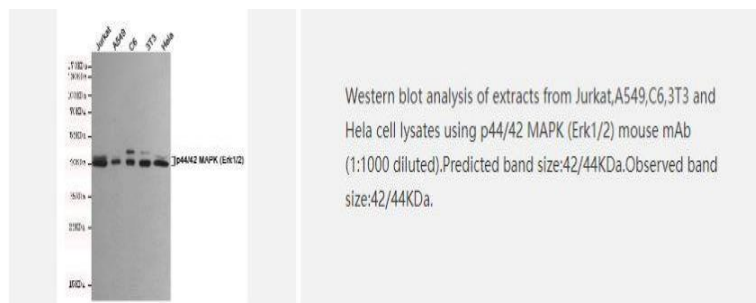 Jurkat
A549
C6
3T3
Hela
p44/42 MAPK (Erk1/2)
Western blot analysis of extracts from Jurkat,A549,C6,3T3 and
Hela cell lysates using p44/42 MAPK (Erk1/2) mouse mAb
(1:1000 diluted).Predicted band size:42/44KDa.Observed band
size:42/44KDa.